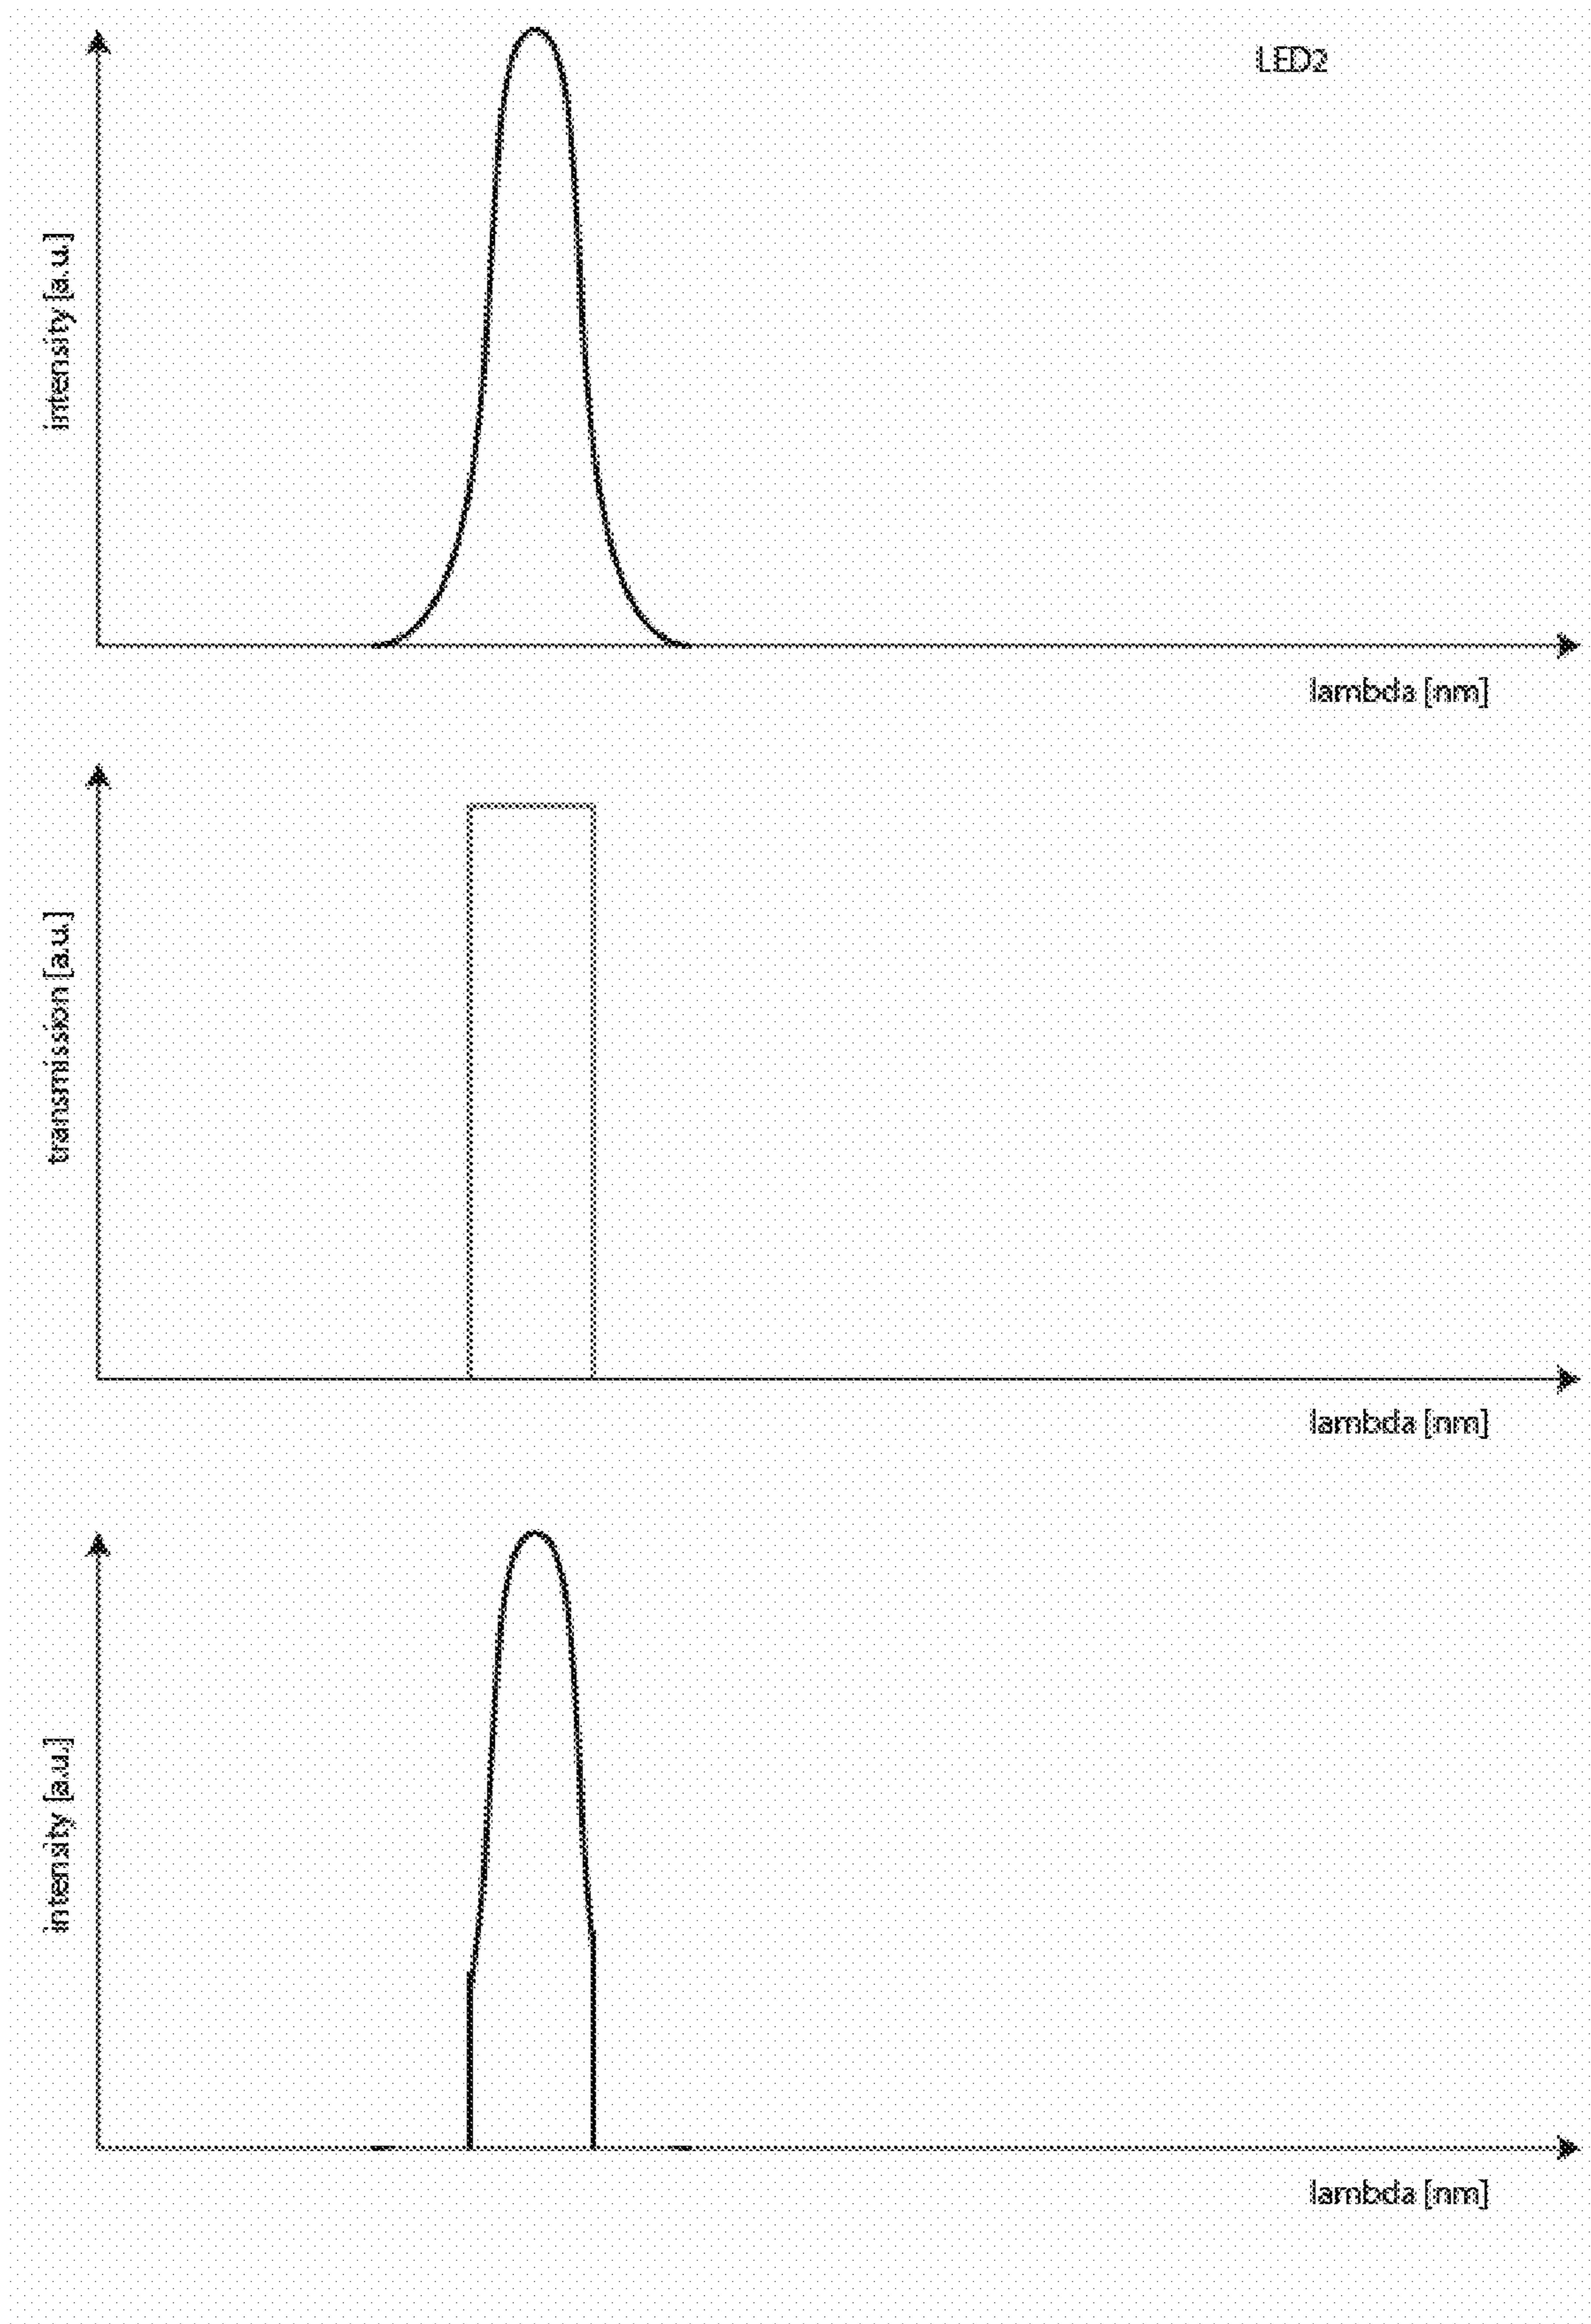 LED2
intensity [a.u.]
lambda [nm]
transmission [a.u.]
lambda [nm]
intensity [a.u.]
lambda [nm]